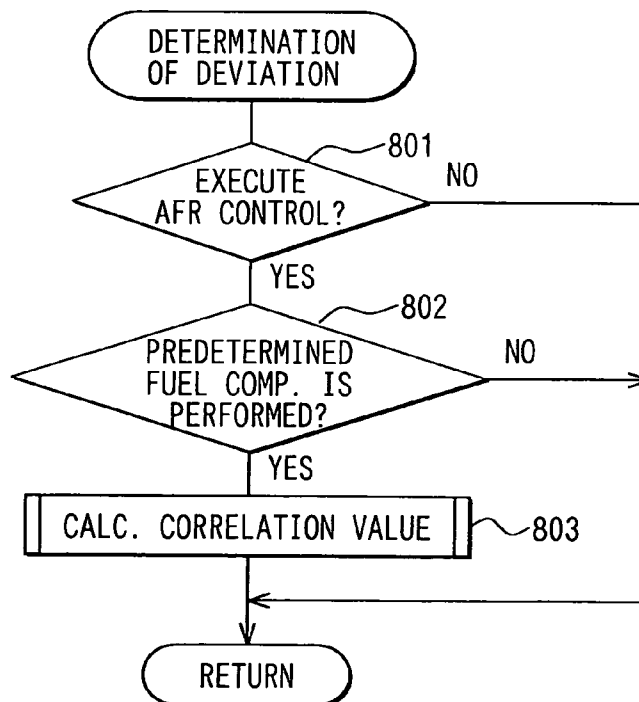 DETERMINATION
OF DEVIATION
801
EXECUTE
AFR CONTROL?
NO
YES
802
PREDETERMINED
FUEL COMP. IS
PERFORMED?
NO
YES
CALC. CORRELATION VALUE
803
RETURN